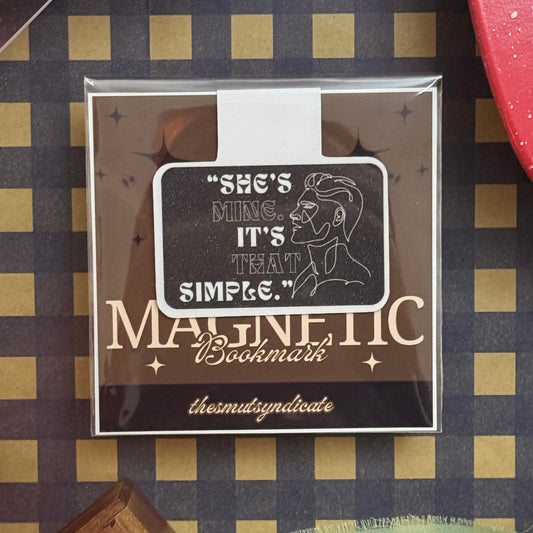 “SHE’S
MINE.
IT’S
THAT
SIMPLE.”
MAGNETIC
Bookmark
thesmutsyndicate